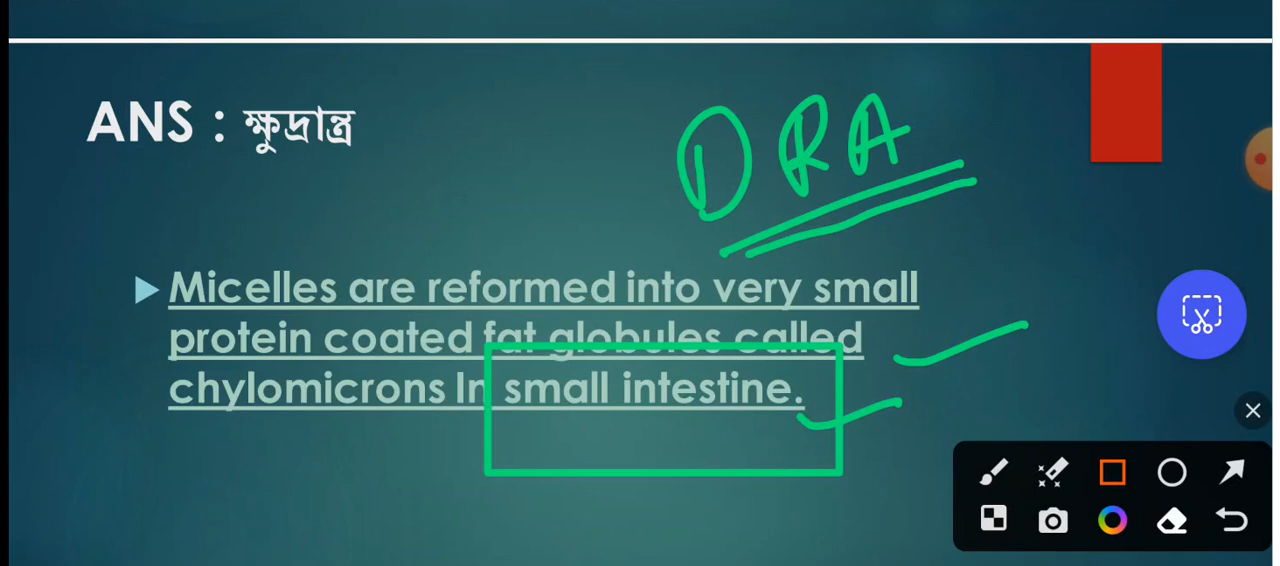 ANS : ক্ষুদ্রান্ত্র
DRA
Micelles are reformed into very small
protein coated fat globules called
chylomicrons In small intestine.